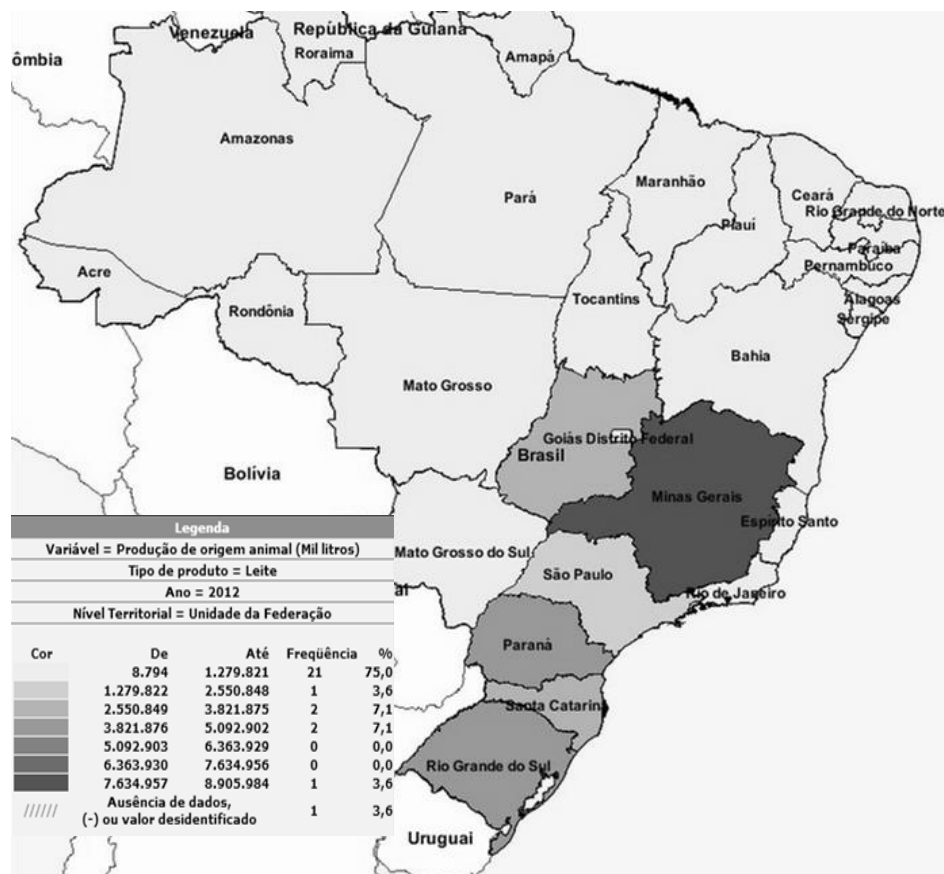 Venezuela
República da Guiana
ômbia
Roraima
Amapá
Amazonas
Maranhão
Pará
Ceará
Rio Grande do Norte
Piauí
Paraíba
Pernambuco
Acre
Tocantins
Alagoas
Rondônia
Sergipe
Bahia
Mato Grosso
Goiás Distrito Federal
Brasil
Bolívia
Minas Gerais
Espírito Santo
Mato Grosso do Sul
São Paulo
Rio de Janeiro
Paraná
Santa Catarina
Rio Grande do Sul
Uruguai
Legenda
Variável = Produção de origem animal (Mil litros)
Tipo de produto = Leite
Ano = 2012
Nível Territorial = Unidade da Federação
Cor De Até Freqüência %
8.794 1.279.821 21 75,0
1.279.822 2.550.848 1 3,6
2.550.849 3.821.875 2 7,1
3.821.876 5.092.902 2 7,1
5.092.903 6.363.929 0 0,0
6.363.930 7.634.956 0 0,0
7.634.957 8.905.984 1 3,6
Ausência de dados,
(-) ou valor desidentificado 1 3,6